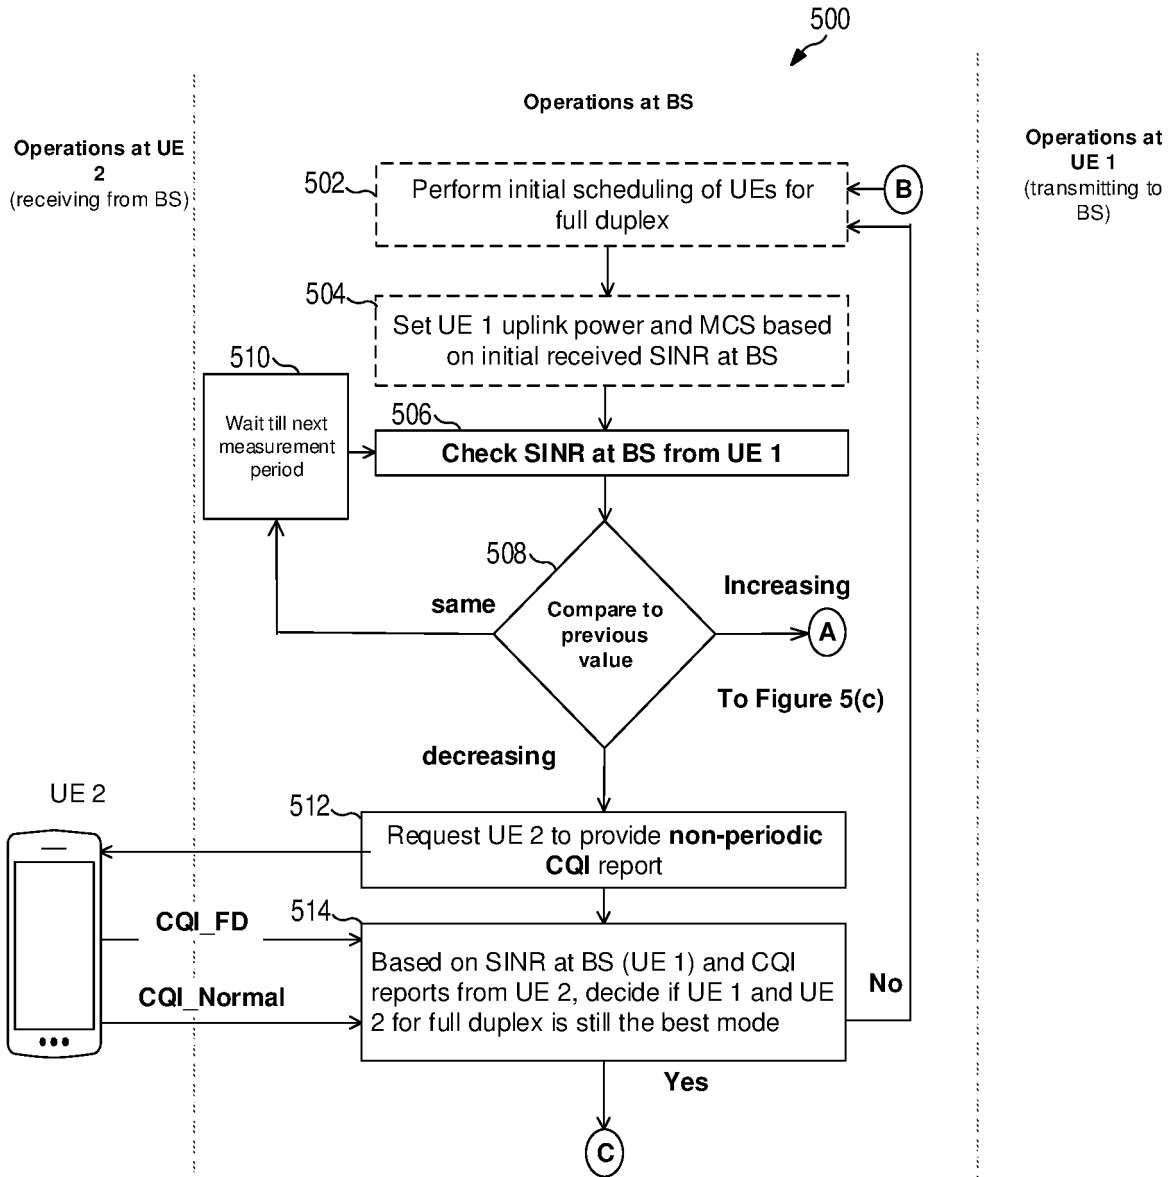 500
Operations at BS
Operations at UE
2
(receiving from BS)
Operations at
UE 1
(transmitting to
BS)
502
Perform initial scheduling of UEs for
full duplex
B
504
Set UE 1 uplink power and MCS based
on initial received SINR at BS
510
Wait till next
measurement
period
506
Check SINR at BS from UE 1
508
Compare to
previous
value
same
Increasing
A
To Figure 5(c)
decreasing
UE 2
512
Request UE 2 to provide non-periodic
CQI report
CQI_FD
CQI_Normal
514
Based on SINR at BS (UE 1) and CQI
reports from UE 2, decide if UE 1 and UE
2 for full duplex is still the best mode
No
Yes
C